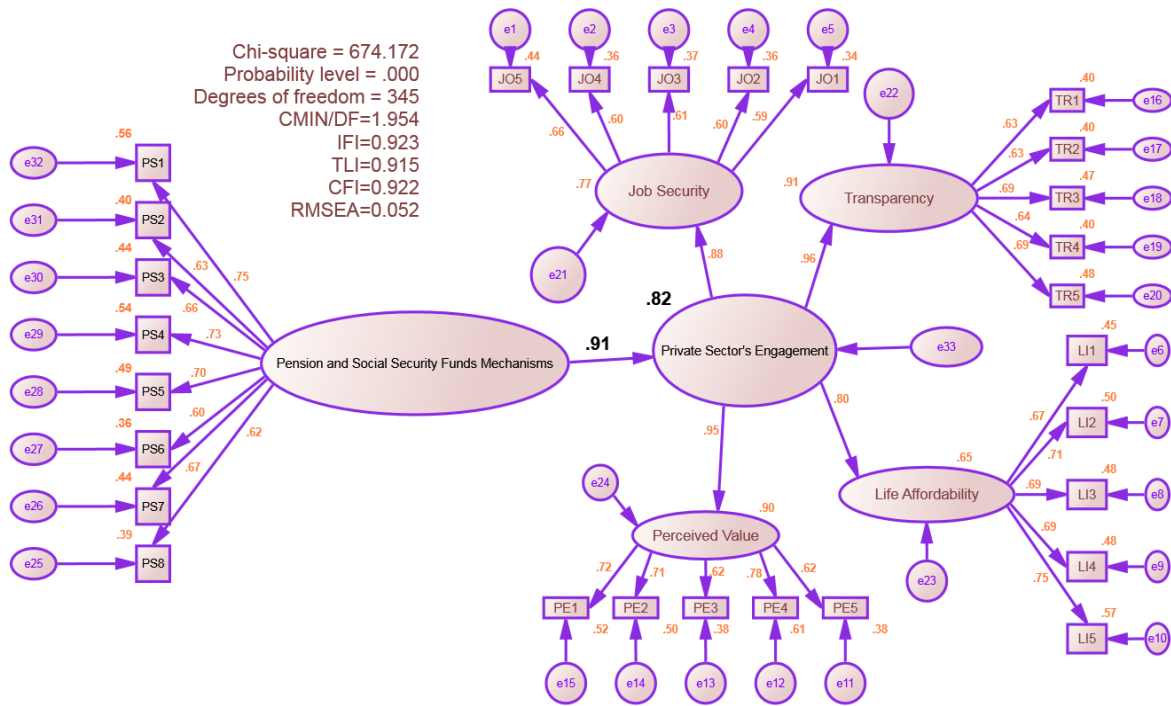 Chi-square = 674.172
Probability level = .000
Degrees of freedom = 345
CMIN/DF=1.954
IFI=0.923
TLI=0.915
CFI=0.922
RMSEA=0.052
e1
e2
e3
e4
e5
.44
.36
.37
.36
.34
JO5
JO4
JO3
JO2
JO1
.66
.60
.61
.60
.59
.77
Job Security
e21
.88
e22
.91
Transparency
.96
.63
.63
.69
.64
.69
.40
TR1
e16
.40
TR2
e17
.47
TR3
e18
.40
TR4
e19
.48
TR5
e20
.56
e32
PS1
.40
e31
PS2
.44
e30
PS3
.54
e29
PS4
.49
e28
PS5
.36
e27
PS6
.44
e26
PS7
.39
e25
PS8
.75
.63
.66
.73
.70
.60
.67
.62
Pension and Social Security Funds Mechanisms
.91
.82
Private Sector's Engagement
e33
.80
.95
.65
Life Affordability
e23
.67
.71
.69
.69
.75
.45
LI1
e6
.50
LI2
e7
.48
LI3
e8
.48
LI4
e9
.57
LI5
e10
e24
.90
Perceived Value
.72
.71
.62
.78
.62
PE1
PE2
PE3
PE4
PE5
.52
.50
.38
.61
.38
e15
e14
e13
e12
e11